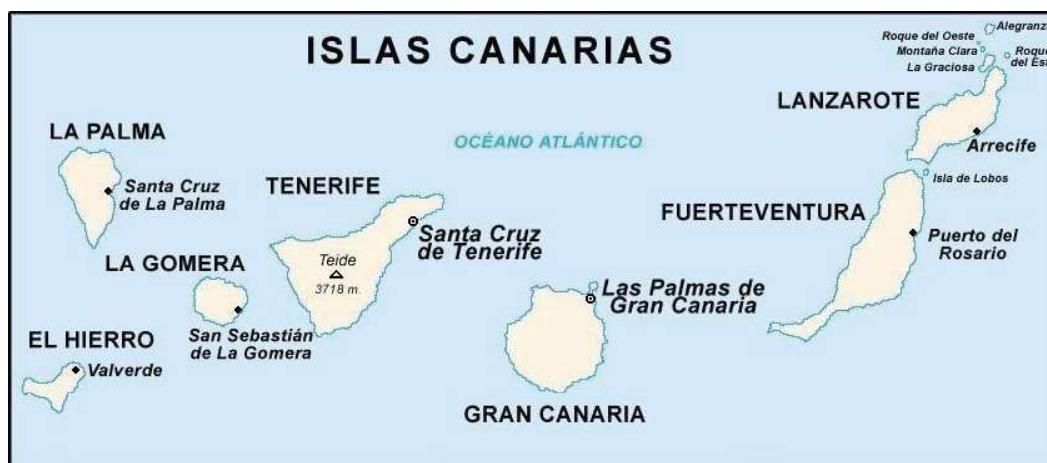 ISLAS CANARIAS
Alegranza
Roque del Oeste
Montaña Clara
Roque
del Est
La Graciosa
LANZAROTE
Arrecife
OCÉANO ATLÁNTICO
LA PALMA
Santa Cruz
de La Palma
TENERIFE
Isla de Lobos
FUERTEVENTURA
Santa Cruz
de Tenerife
Puerto del
Rosario
LA GOMERA
Teide
3718 m.
Las Palmas de
Gran Canaria
San Sebastián
de La Gomera
EL HIERRO
Valverde
GRAN CANARIA